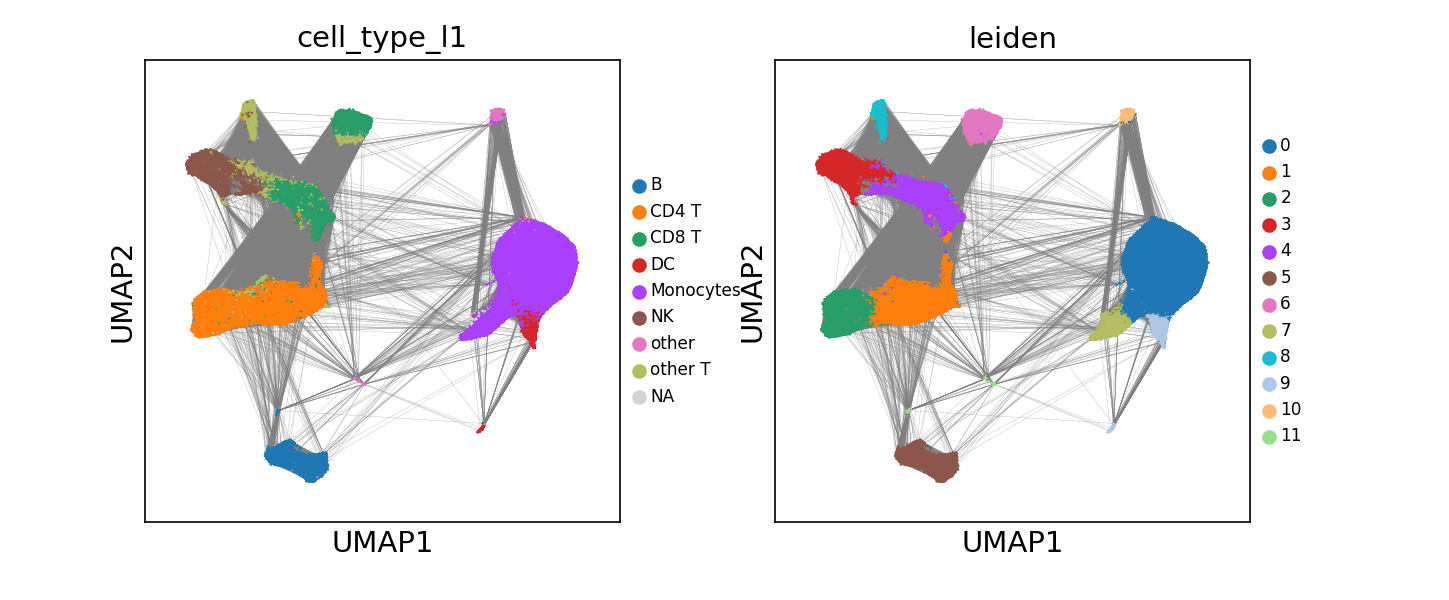 cell_type_l1
UMAP2
UMAP1
B
CD4 T
CD8 T
DC
Monocytes
NK
other
other T
NA
leiden
UMAP2
UMAP1
0
1
2
3
4
5
6
7
8
9
10
11